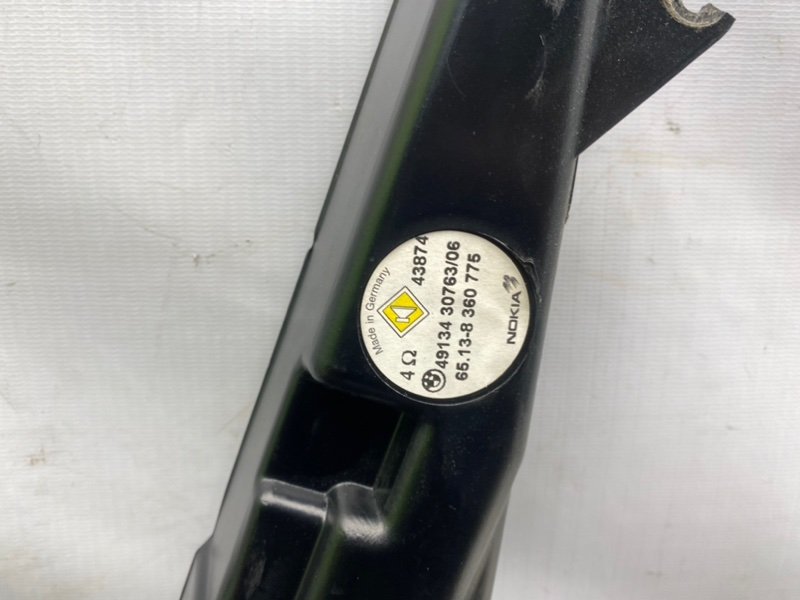 Made in Germany
43874
4 Ω
49134 30763/06
65.13-8 360 775
NOKIA